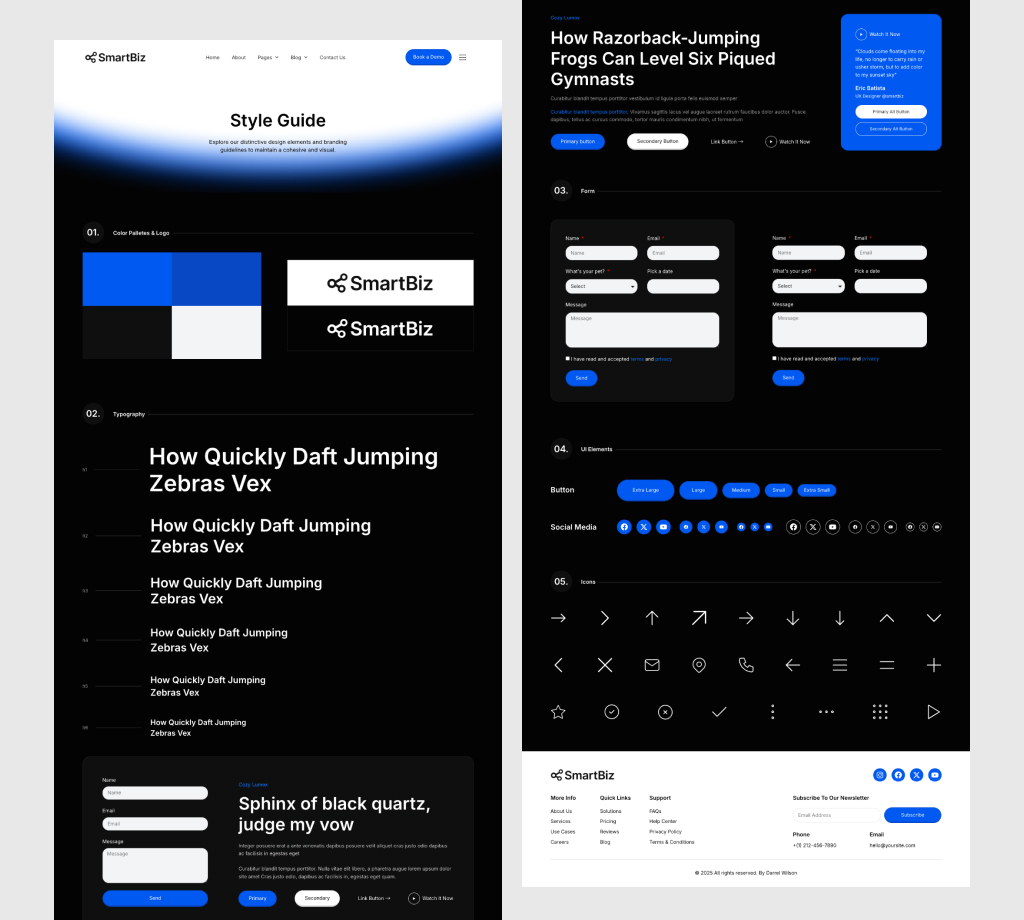 SmartBiz
Home
About
Pages
Blog
Contact Us
Book a Demo
Style Guide
Explore our distinctive design elements and branding
guidelines to maintain a cohesive and visual
01.
Color Palletes & Logo
SmartBiz
SmartBiz
02.
Typography
H1
How Quickly Daft Jumping
Zebras Vex
H2
How Quickly Daft Jumping
Zebras Vex
H3
How Quickly Daft Jumping
Zebras Vex
H4
How Quickly Daft Jumping
Zebras Vex
H5
How Quickly Daft Jumping
Zebras Vex
H6
How Quickly Daft Jumping
Zebras Vex
Name
Name
Email
Email
Message
Message
Send
Cozy Lumus
Sphinx of black quartz,
judge my vow
Integer posuere erat a ante venenatis dapibus posuere velit aliquet cras justo odio dapibus
ac facilisis in egestas eget
Curabitur blandit tempus porttitor. Nulla vitae elit libero, a pharetra augue lorem ipsum dolor
site amet Cras justo odio, dapibus ac facilisis in, egestas eget quam.
Primary
Secondary
Link Button →
Watch It Now
Cozy Lumus
How Razorback-Jumping
Frogs Can Level Six Piqued
Gymnasts
Curabitur blandit tempus porttitor vestibulum id ligula porta felis euismod semper
Curabitur blandit tempus porttitor. Vivamus sagittis lacus vel augue laoreet rutrum faucibus dolor auctor. Fusce
dapibus, tellus ac cursus commodo, tortor mauris condimentum nibh, ut fermentum
Primary button
Secondary Button
Link Button →
Watch It Now
Watch It Now
"Clouds come floating into my
life, no longer to carry rain or
usher storm, but to add color
to my sunset sky"
Eric Batista
UX Designer @smartbiz
Primary Alt Button
Secondary Alt Button
03.
Form
Name *
Email *
Name
Email
What's your pet? *
Pick a date
Select
Message
Message
I have read and accepted terms and privacy
Send
Name *
Email *
Name
Email
What's your pet? *
Pick a date
Select
Message
Message
I have read and accepted terms and privacy
Send
04.
UI Elements
Button
Extra Large
Large
Medium
Small
Extra Small
Social Media
05.
Icons
SmartBiz
More Info
About Us
Services
Use Cases
Careers
Quick Links
Solutions
Pricing
Reviews
Blog
Support
FAQs
Help Center
Privacy Policy
Terms & Conditions
Subscribe To Our Newsletter
Email Address
Subscribe
Phone
Email
+(1) 212-456-7890
hello@yoursite.com
© 2025 All rights reserved. By Darrel Wilson